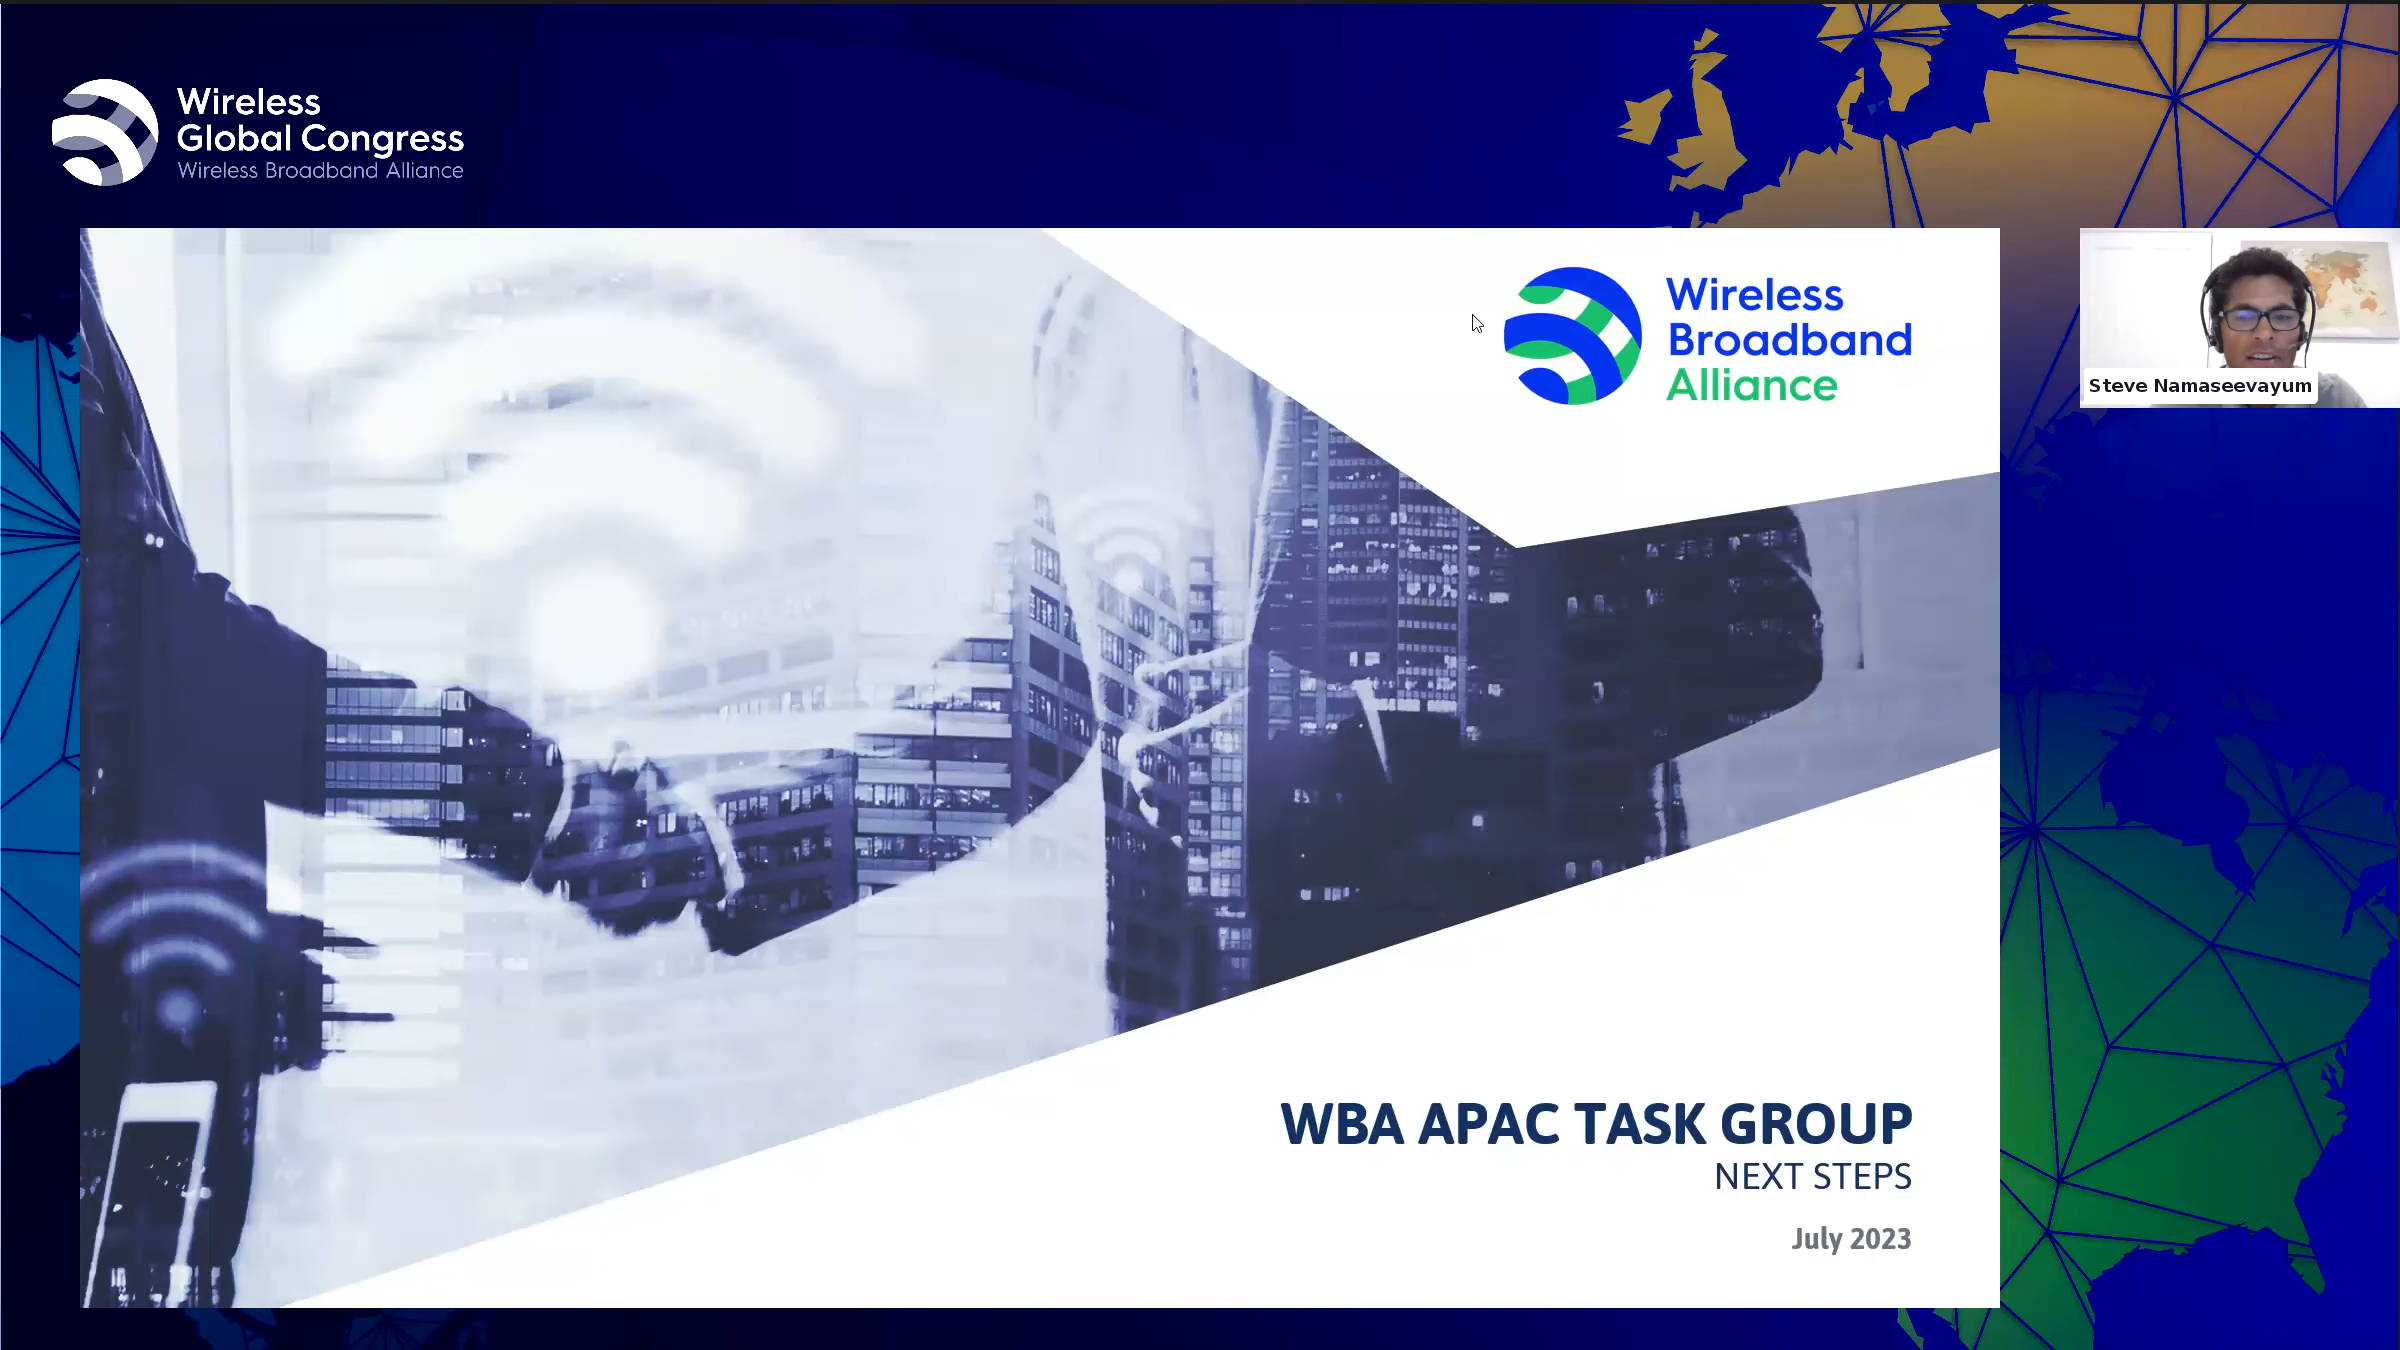 Wireless
Global Congress
Wireless Broadband Alliance
Wireless
Broadband
Alliance
Steve Namaseevayum
WBA APAC TASK GROUP
NEXT STEPS
July 2023